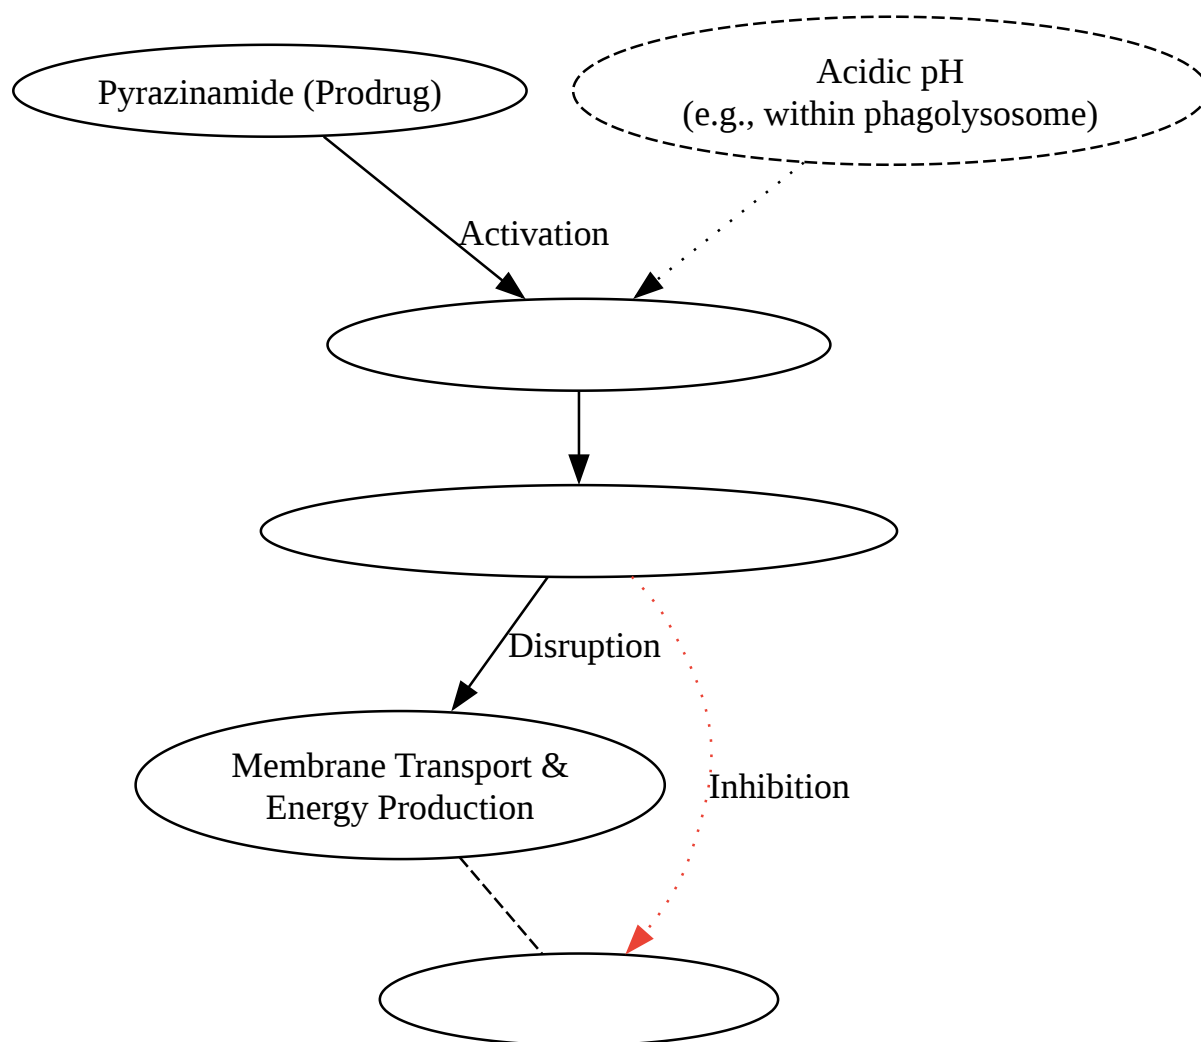 Pyrazinamide (Prodrug)
Acidic pH
(e.g., within phagolysosome)
Activation
Disruption
Membrane Transport &
Energy Production
Inhibition